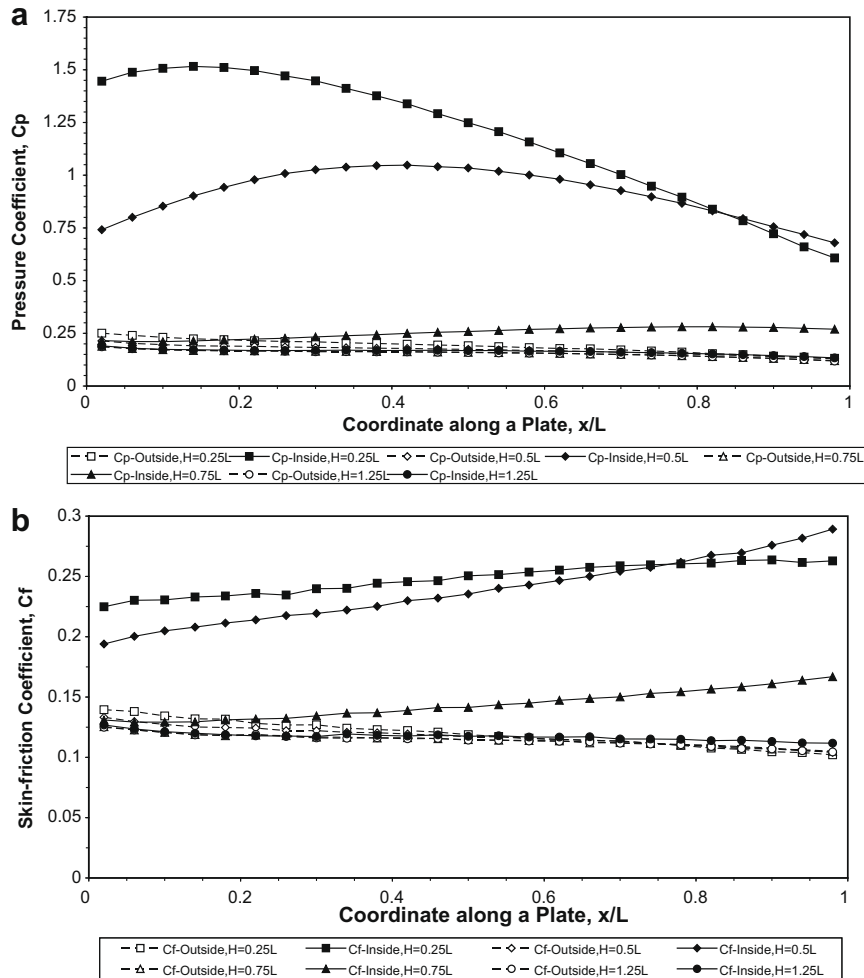 a
1.75
1.5
1.25
1
0.75
0.5
0.25
0
Pressure Coefficient, Cp
0 0.2 0.4 0.6 0.8 1
Coordinate along a Plate, x/L
Cp-Outside,H=0.25L Cp-Inside,H=0.25L Cp-Outside,H=0.5L Cp-Inside,H=0.5L Cp-Outside,H=0.75L
Cp-Inside,H=0.75L Cp-Outside,H=1.25L Cp-Inside,H=1.25L
b
0.3
0.25
0.2
0.15
0.1
0.05
0
Skin-friction Coefficient, Cf
0 0.2 0.4 0.6 0.8 1
Coordinate along a Plate, x/L
Cf-Outside,H=0.25L Cf-Inside,H=0.25L Cf-Outside,H=0.5L Cf-Inside,H=0.5L
Cf-Outside,H=0.75L Cf-Inside,H=0.75L Cf-Outside,H=1.25L Cf-Inside,H=1.25L